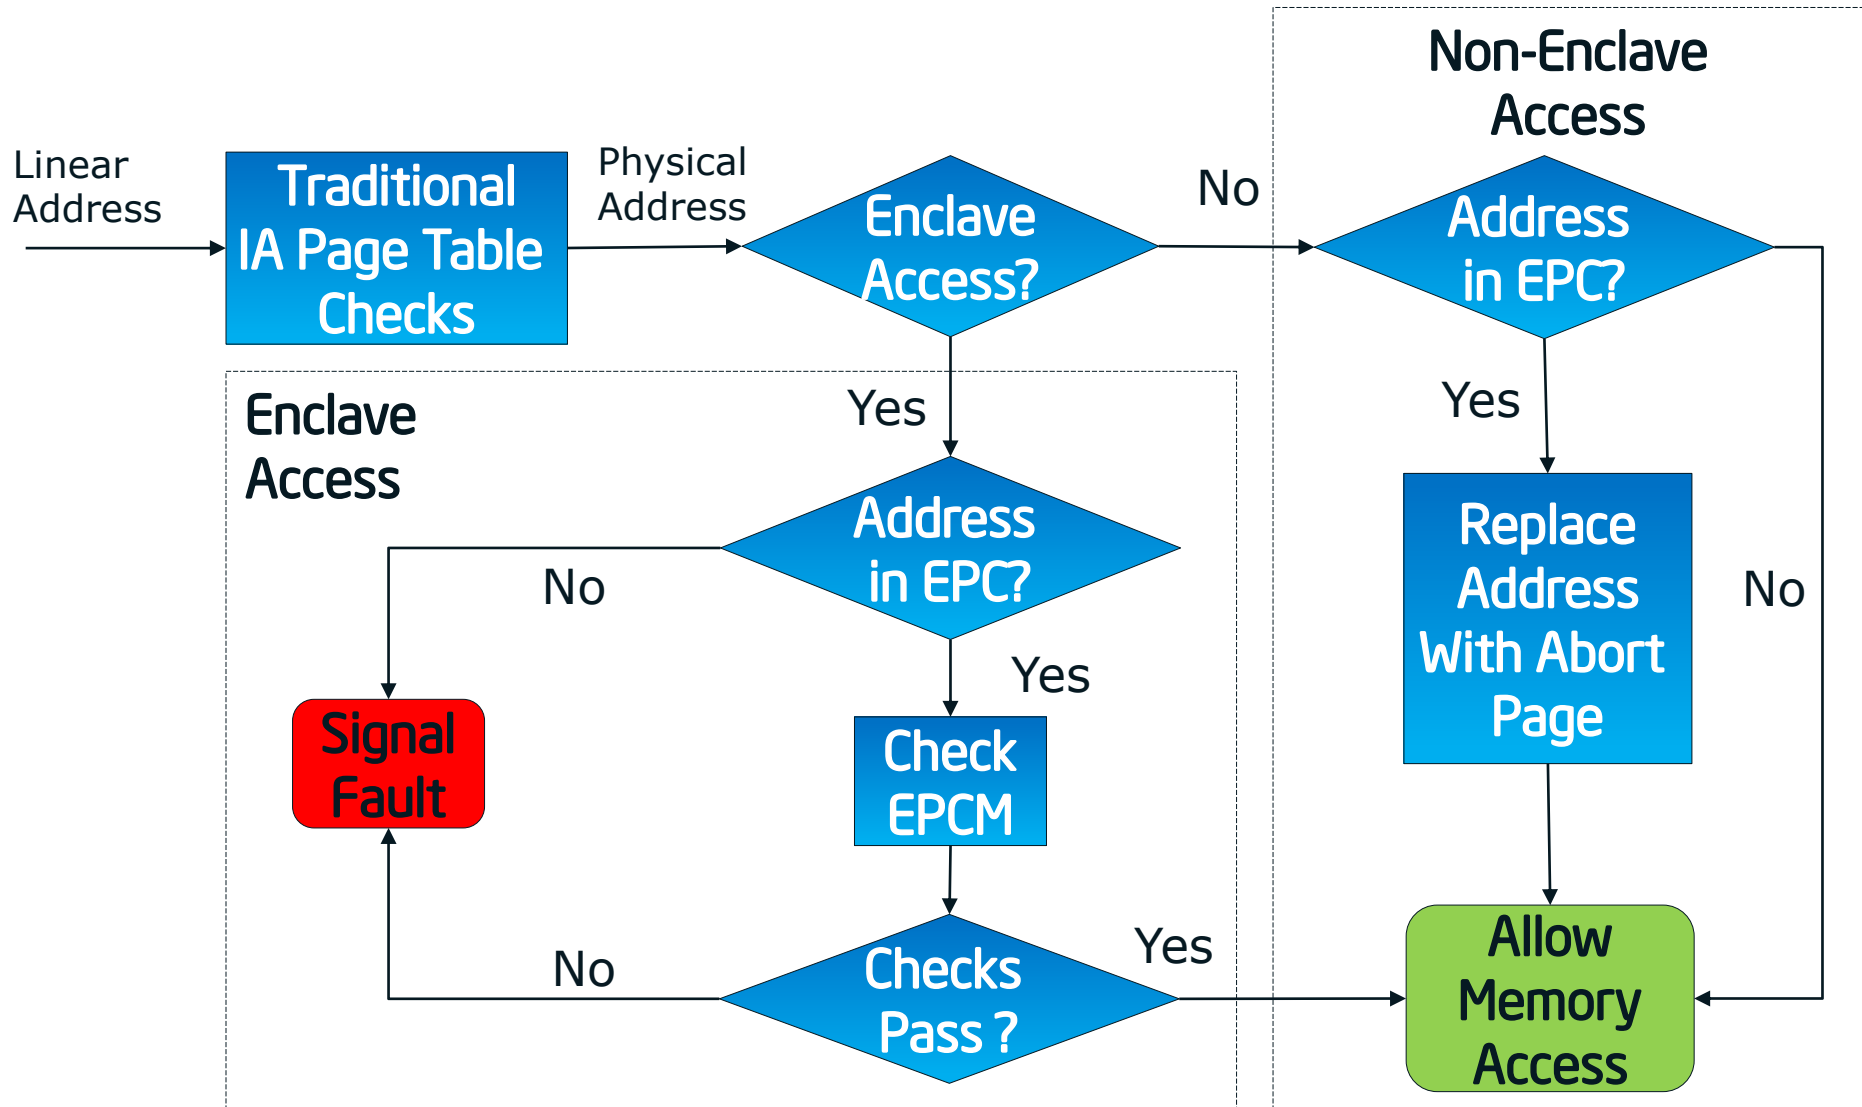 Non-Enclave
Access
Linear
Address
Traditional
IA Page Table
Checks
Physical
Address
Enclave
Access?
No
Address
in EPC?
Enclave
Access
Yes
Yes
Address
in EPC?
No
Replace
Address
With Abort
Page
No
Yes
Signal
Fault
Check
EPCM
No
Checks
Pass ?
Yes
Allow
Memory
Access